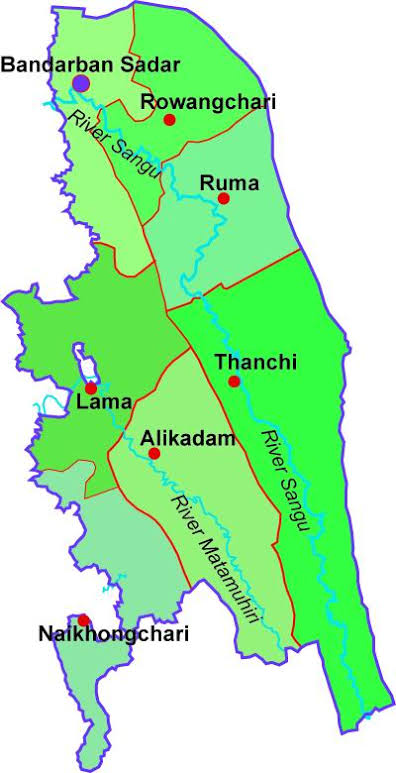 Bandarban Sadar
Rowangchari
River Sangu
Ruma
Thanchi
Lama
Alikadam
River Sangu
River Matamuhiri
Naikhongchari